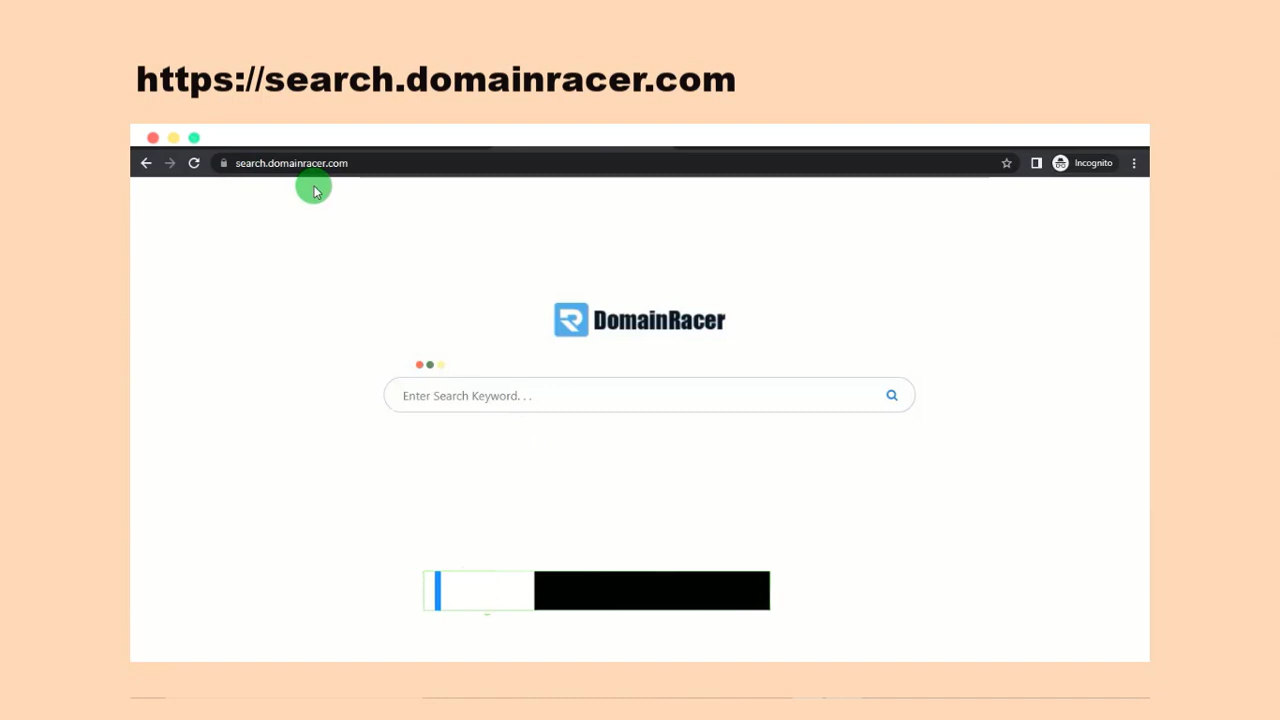 https://search.domainracer.com
search.domainracer.com
Incognito
DomainRacer
Enter Search Keyword. . .